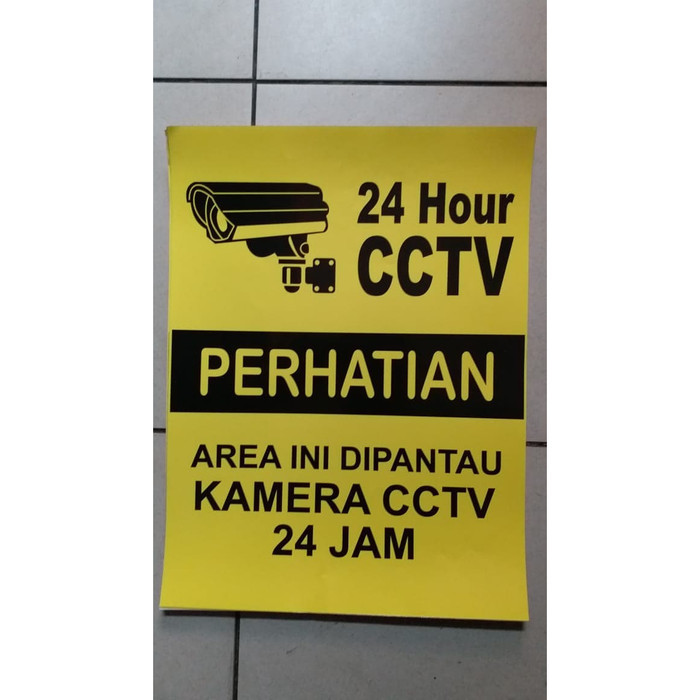 24 Hour
CCTV
PERHATIAN
AREA INI DIPANTAU
KAMERA CCTV
24 JAM